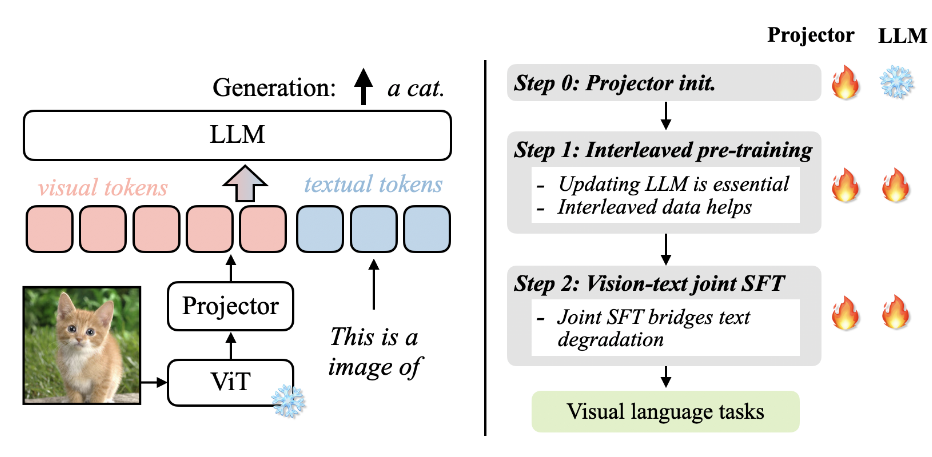 Generation: a cat.
LLM
visual tokens
textual tokens
Projector
This is a
image of
ViT
Projector LLM
Step 0: Projector init.
Step 1: Interleaved pre-training
- Updating LLM is essential
- Interleaved data helps
Step 2: Vision-text joint SFT
- Joint SFT bridges text
degradation
Visual language tasks